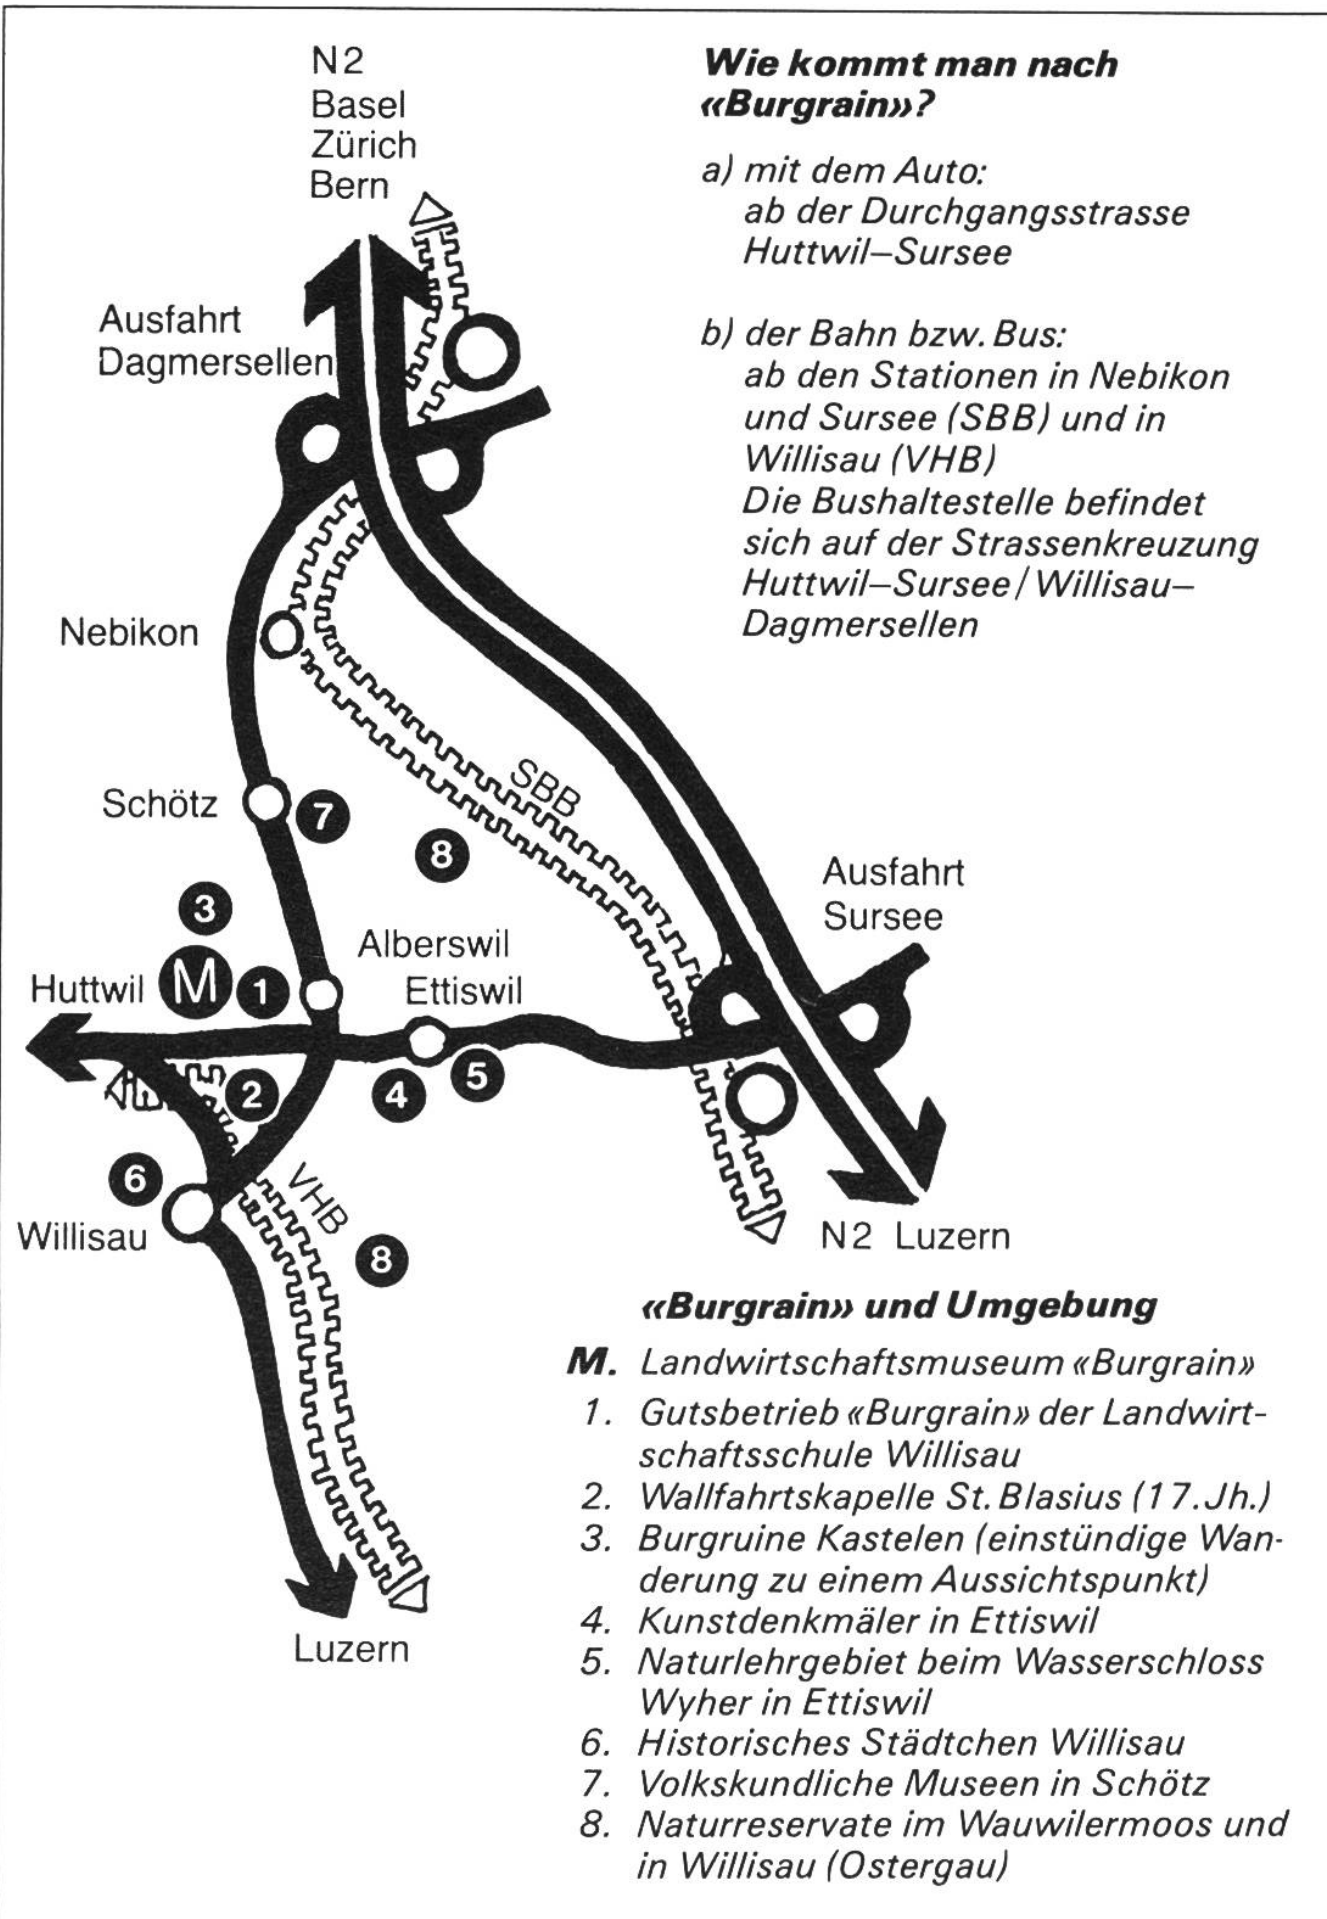 N2
Basel
Zürich
Bern
Wie kommt man nach
«Burgrain»?
a) mit dem Auto:
ab der Durchgangsstrasse
Huttwil–Sursee
b) der Bahn bzw. Bus:
ab den Stationen in Nebikon
und Sursee (SBB) und in
Willisau (VHB)
Die Bushaltestelle befindet
sich auf der Strassenkreuzung
Huttwil–Sursee/Willisau–
Dagmersellen
Ausfahrt
Dagmersellen
Nebikon
SBB
Schötz
7
8
3
Ausfahrt
Sursee
Alberswil
Huttwil
M
1
Ettiswil
2
4
5
6
VHB
Willisau
8
N2 Luzern
Luzern
«Burgrain» und Umgebung
M. Landwirtschaftsmuseum «Burgrain»
1. Gutsbetrieb «Burgrain» der Landwirt-
schaftsschule Willisau
2. Wallfahrtskapelle St. Blasius (17. Jh.)
3. Burgruine Kastelen (einstündige Wan-
derung zu einem Aussichtspunkt)
4. Kunstdenkmäler in Ettiswil
5. Naturlehrgebiet beim Wasserschloss
Wyher in Ettiswil
6. Historisches Städtchen Willisau
7. Volkskundliche Museen in Schötz
8. Naturreservate im Wauwilermoos und
in Willisau (Ostergau)